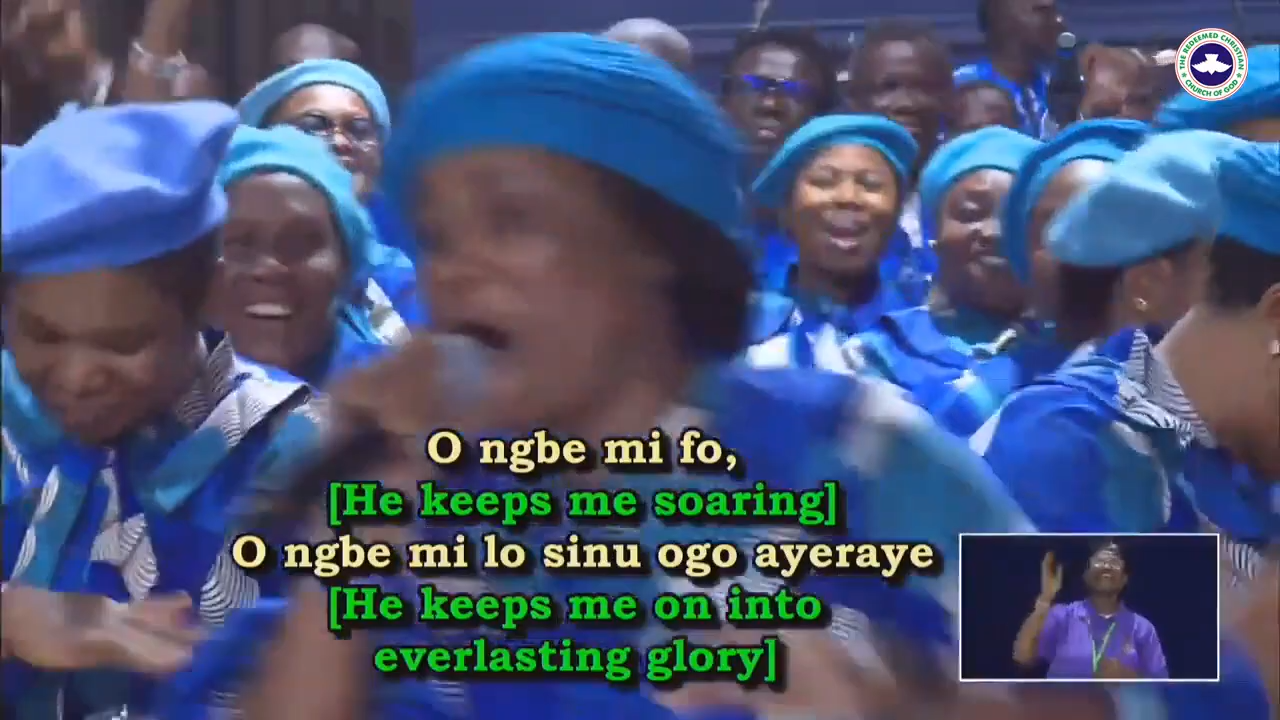 THE REDEEMED CHRISTIAN
CHURCH OF GOD
O ngbe mi fo,
[He keeps me soaring]
O ngbe mi lo sinu ogo ayeraye
[He keeps me on into
everlasting glory]